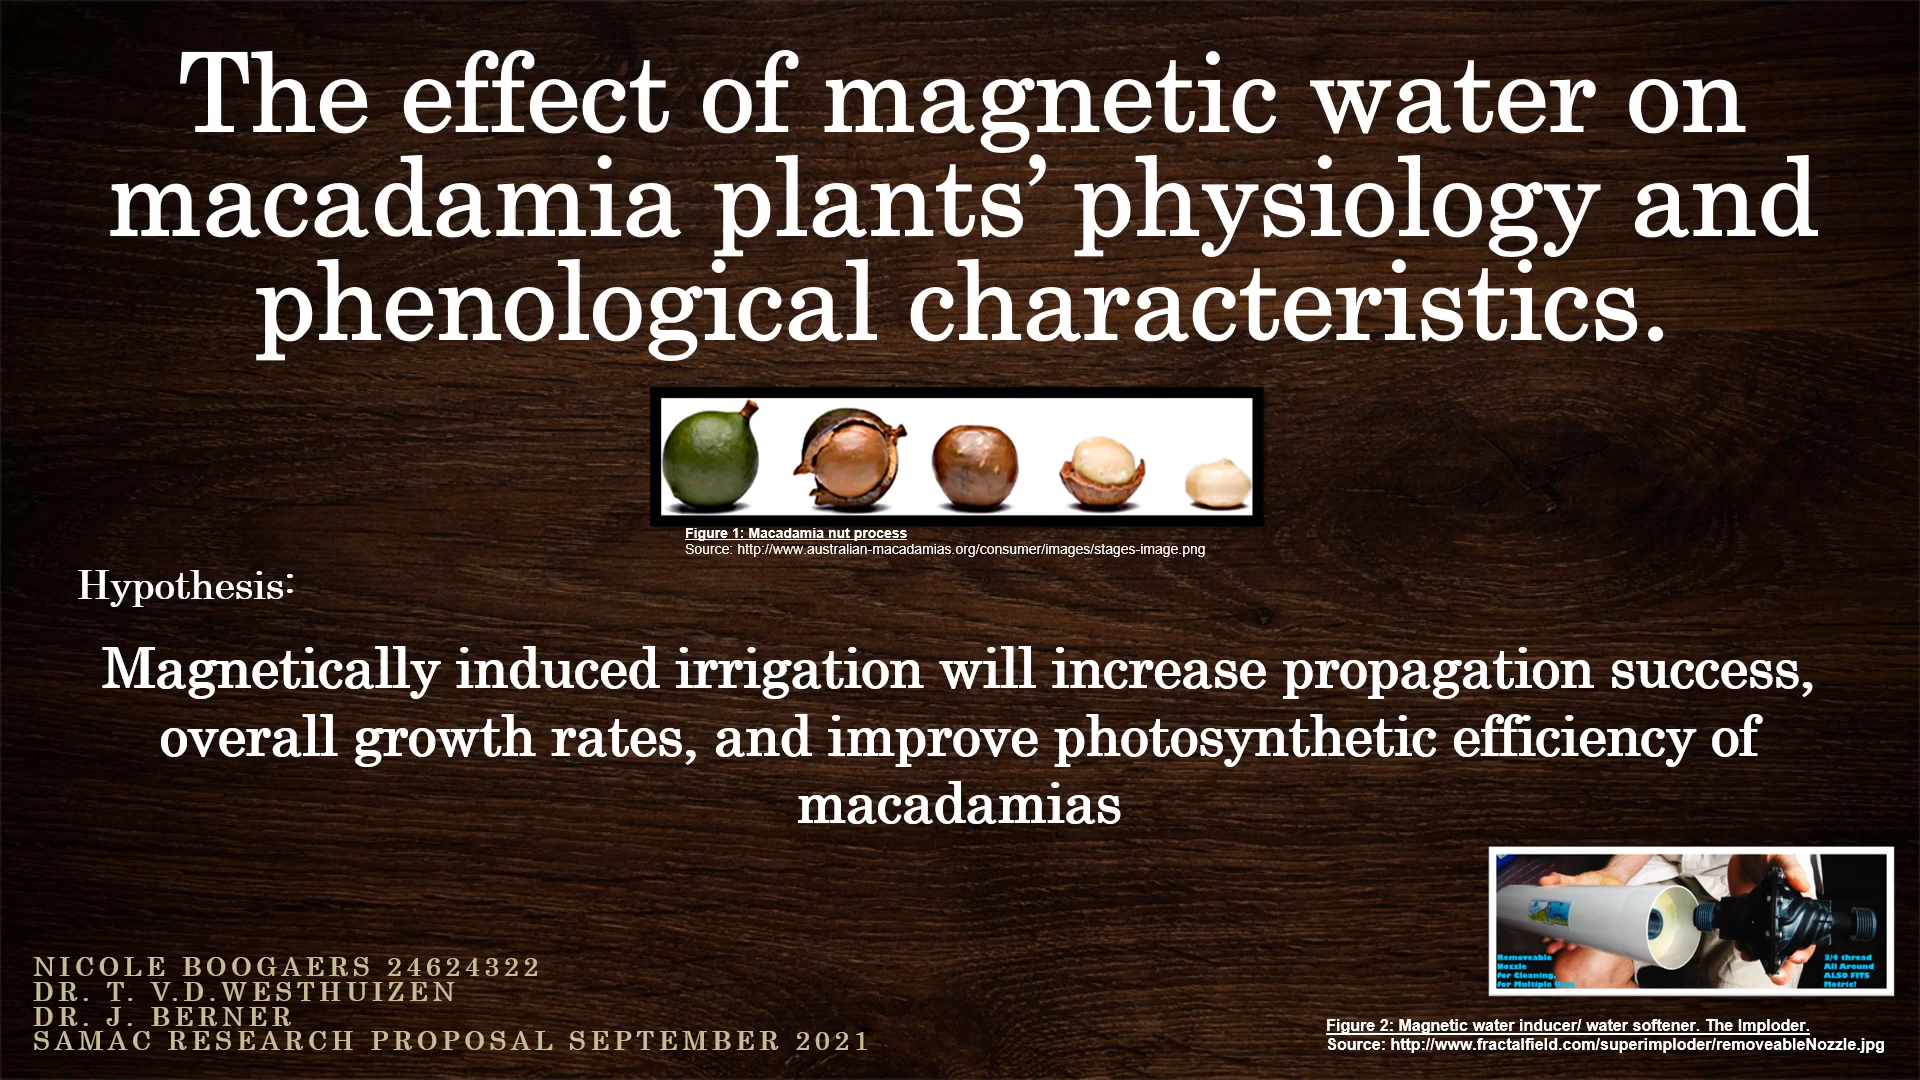 The effect of magnetic water on
macadamia plants’ physiology and
phenological characteristics.
Figure 1: Macadamia nut process
Source: http://www.australian-macadamias.org/consumer/images/stages-image.png
Hypothesis:
Magnetically induced irrigation will increase propagation success,
overall growth rates, and improve photosynthetic efficiency of
macadamias
Removeable
Nozzle
for Cleaning,
for Multiple
3/4 thread
All Around
ALSO FITS
Metric!
NICOLE BOOGAERS 24624322
DR. T. V.D.WESTHUIZEN
DR. J. BERNER
SAMAC RESEARCH PROPOSAL SEPTEMBER 2021
Figure 2: Magnetic water inducer/ water softener. The Imploder.
Source: http://www.fractalfield.com/superimploder/removeableNozzle.jpg